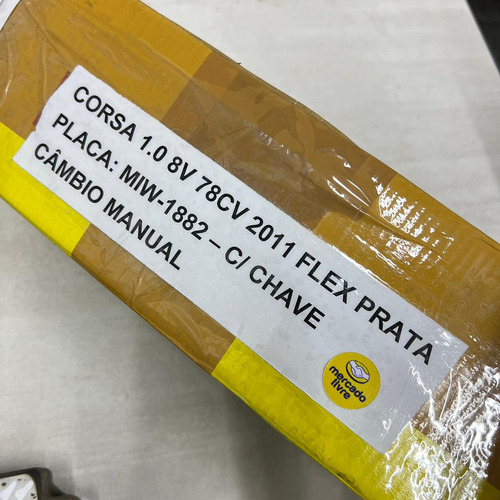 CORSA 1.0 8V 78CV 2011 FLEX PRATA
PLACA: MIW-1882 – C/ CHAVE
CÂMBIO MANUAL
mercado
livre